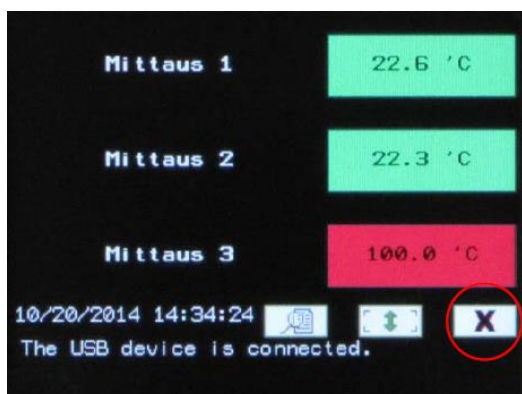 Mittaus 1 22.6 'C
Mittaus 2 22.3 'C
Mittaus 3 100.0 'C
10/20/2014 14:34:24 X
The USB device is connected.